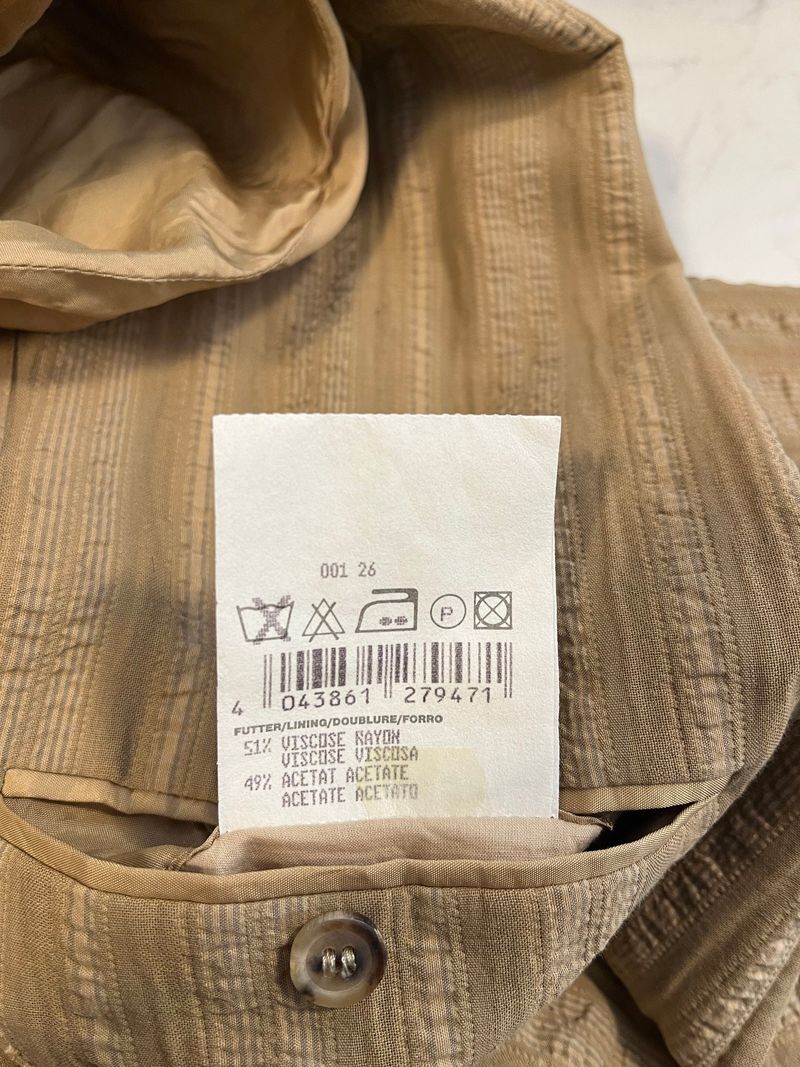 001 26
P
4 043861 279471
FUTTER/LINING/DOUBLURE/FORRO
51% VISCOSE RAYON
VISCOSE VISCOSA
49% ACETAT ACETATE
ACETATE ACETATO